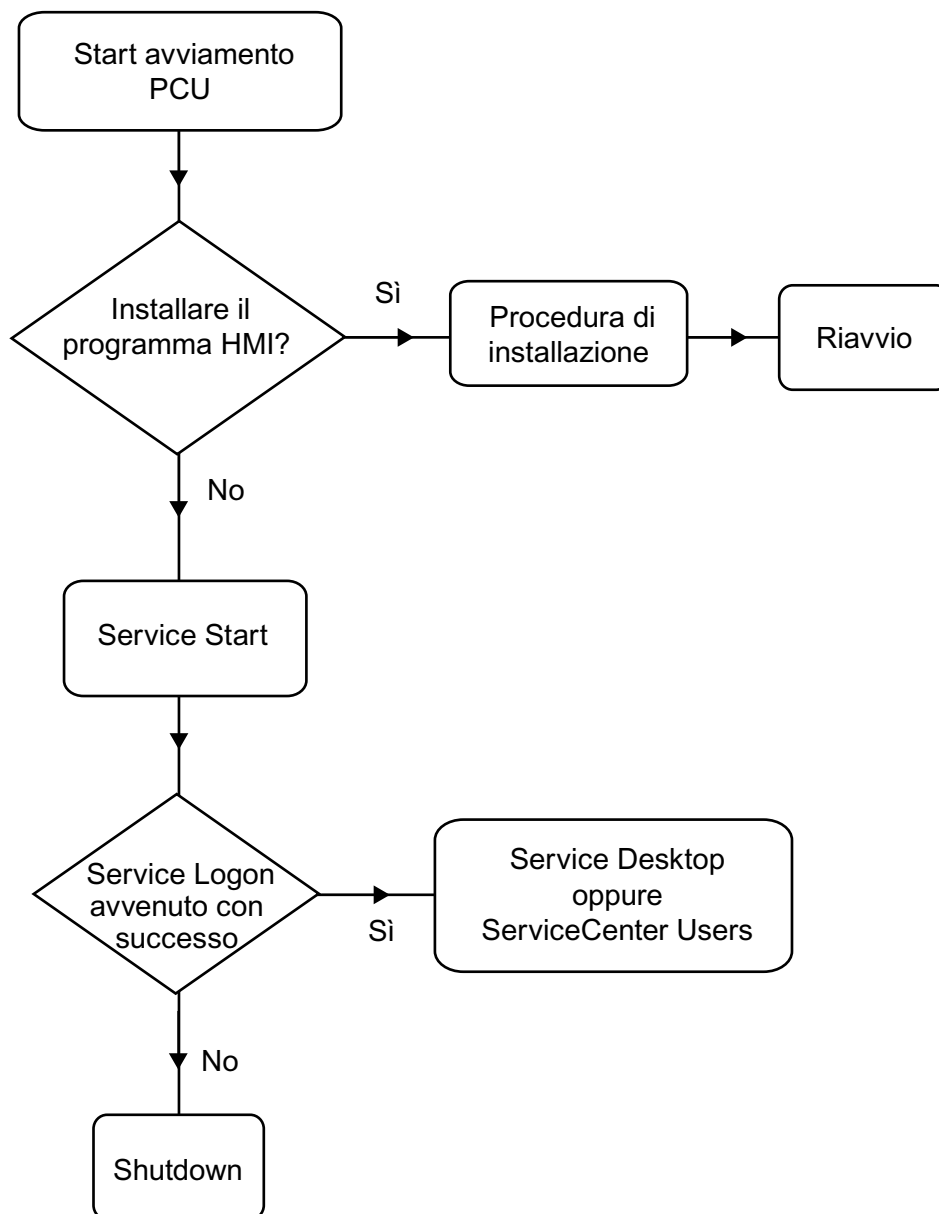 Start avviamento
PCU
Installare il
programma HMI?
Sì
Procedura di
installazione
Riavvio
No
Service Start
Service Logon
avvenuto con
successo
Sì
Service Desktop
oppure
ServiceCenter Users
No
Shutdown